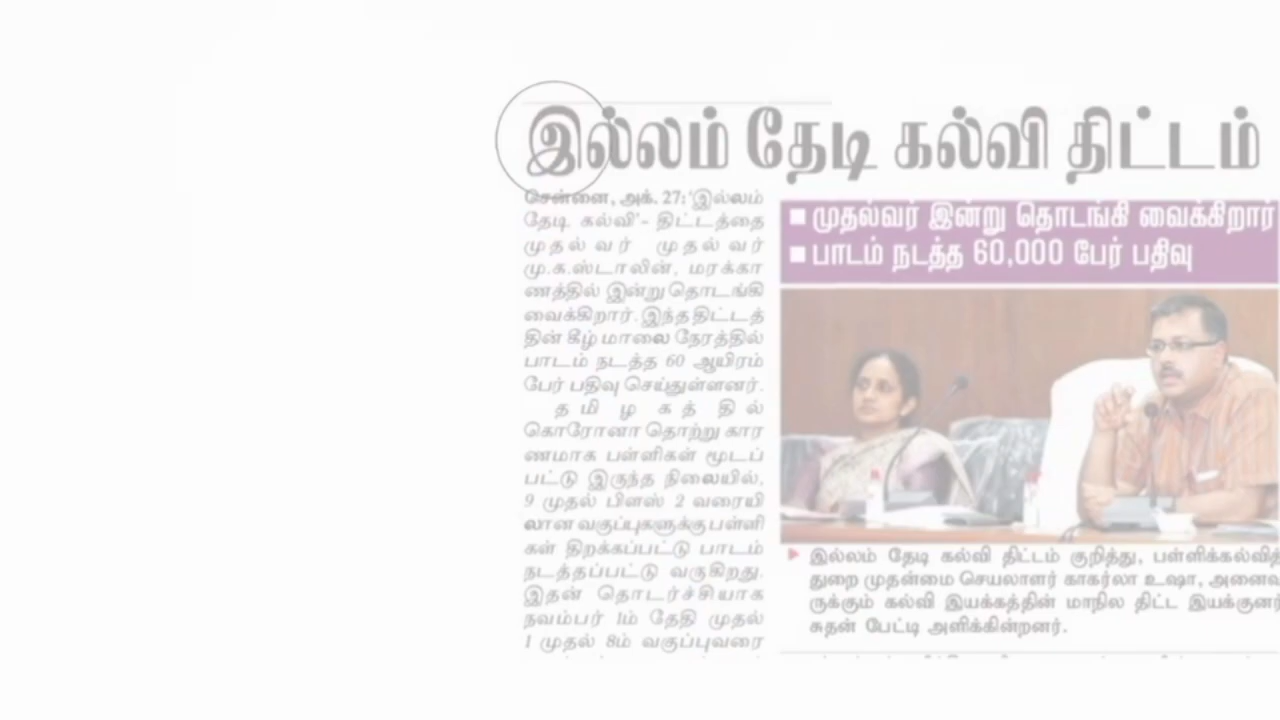 இல்லம் தேடி கல்வி திட்டம்
சென்னை, அக். 27: 'இல்லம்
தேடி கல்வி'- திட்டத்தை
முதல்வர் முதல்வர்
மு.க.ஸ்டாலின், மரக்கா
ணத்தில் இன்று தொடங்கி
வைக்கிறார். இந்த திட்டத்
தின் கீழ் மாலை நேரத்தில்
பாடம் நடத்த 60 ஆயிரம்
பேர் பதிவு செய்துள்ளனர்.
தமிழகத்தில்
கொரோனா தொற்று கார
ணமாக பள்ளிகள் மூடப்
பட்டு இருந்த நிலையில்,
9 முதல் பிளஸ் 2 வரையி
லான வகுப்புகளுக்கு பள்ளி
கள் திறக்கப்பட்டு பாடம்
நடத்தப்பட்டு வருகிறது.
இதன் தொடர்ச்சியாக
நவம்பர் 1ம் தேதி முதல்
1 முதல் 8ம் வகுப்புவரை
■ முதல்வர் இன்று தொடங்கி வைக்கிறார்
■ பாடம் நடத்த 60,000 பேர் பதிவு
இல்லம் தேடி கல்வி திட்டம் குறித்து, பள்ளிக்கல்வித்
துறை முதன்மை செயலாளர் காகர்லா உஷா, அனைவ
ருக்கும் கல்வி இயக்கத்தின் மாநில திட்ட இயக்குனர்
சுதன் பேட்டி அளிக்கின்றனர்.